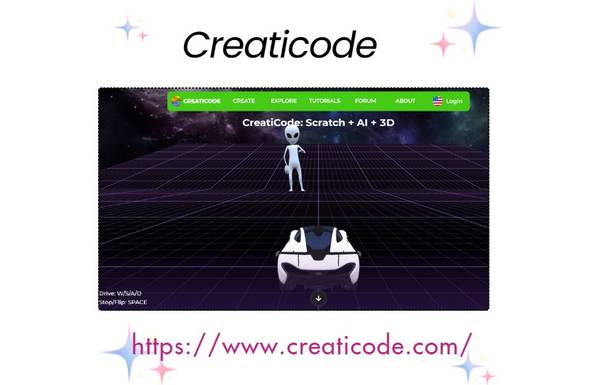 Creaticode
CREATICODE CREATE EXPLORE TUTORIALS FORUM ABOUT Login
CreatiCode: Scratch + AI + 3D
Drive: W/S/A/D
Stop/Flip: SPACE
https://www.creaticode.com/